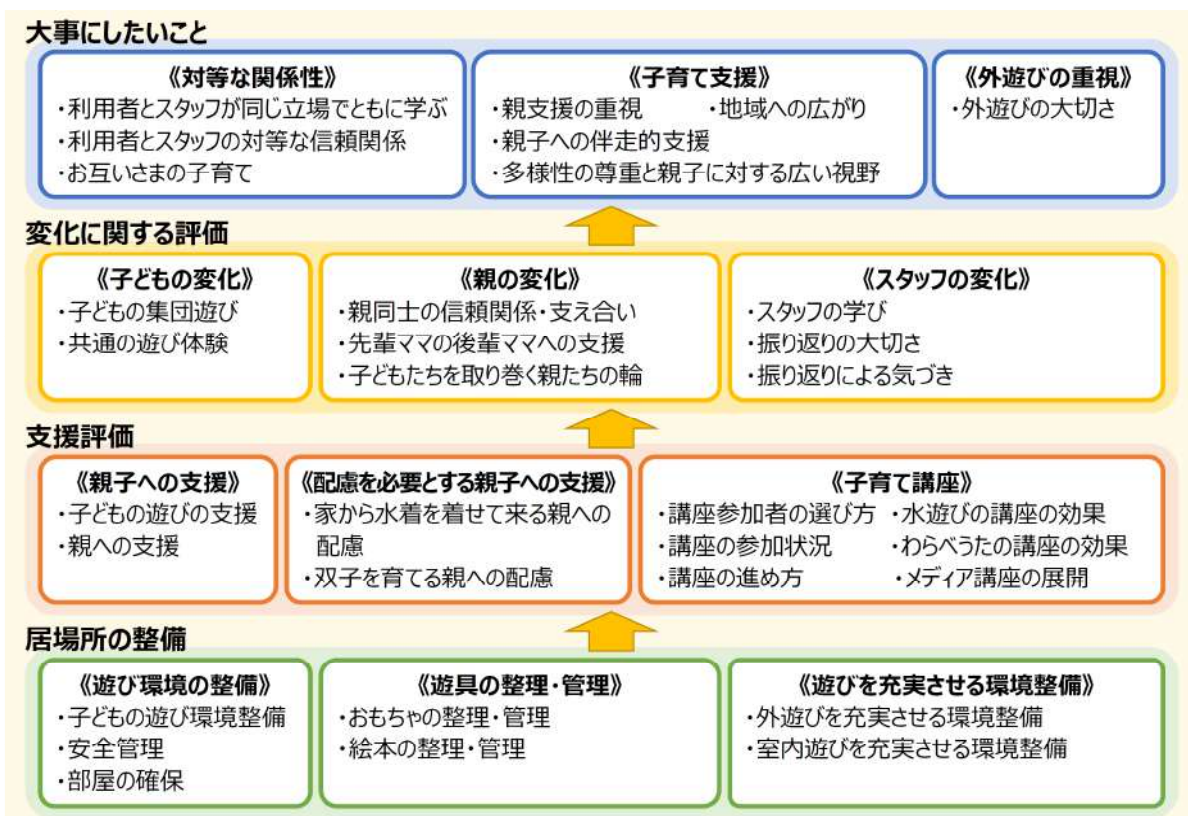 大事にしたいこと
《対等な関係性》
・利用者とスタッフが同じ立場でともに学ぶ
・利用者とスタッフの対等な信頼関係
・お互いさまの子育て
《子育て支援》
・親支援の重視 ・地域への広がり
・親子への伴走的支援
・多様性の尊重と親子に対する広い視野
《外遊びの重視》
・外遊びの大切さ
変化に関する評価
《子どもの変化》
・子どもの集団遊び
・共通の遊び体験
《親の変化》
・親同士の信頼関係・支え合い
・先輩ママの後輩ママへの支援
・子どもたちを取り巻く親たちの輪
《スタッフの変化》
・スタッフの学び
・振り返りの大切さ
・振り返りによる気づき
支援評価
《親子への支援》
・子どもの遊びの支援
・親への支援
《配慮を必要とする親子への支援》
・家から水着を着せて来る親への
配慮
・双子を育てる親への配慮
《子育て講座》
・講座参加者の選び方 ・水遊びの講座の効果
・講座の参加状況 ・わらべうたの講座の効果
・講座の進め方 ・メディア講座の展開
居場所の整備
《遊び環境の整備》
・子どもの遊び環境整備
・安全管理
・部屋の確保
《遊具の整理・管理》
・おもちゃの整理・管理
・絵本の整理・管理
《遊びを充実させる環境整備》
・外遊びを充実させる環境整備
・室内遊びを充実させる環境整備